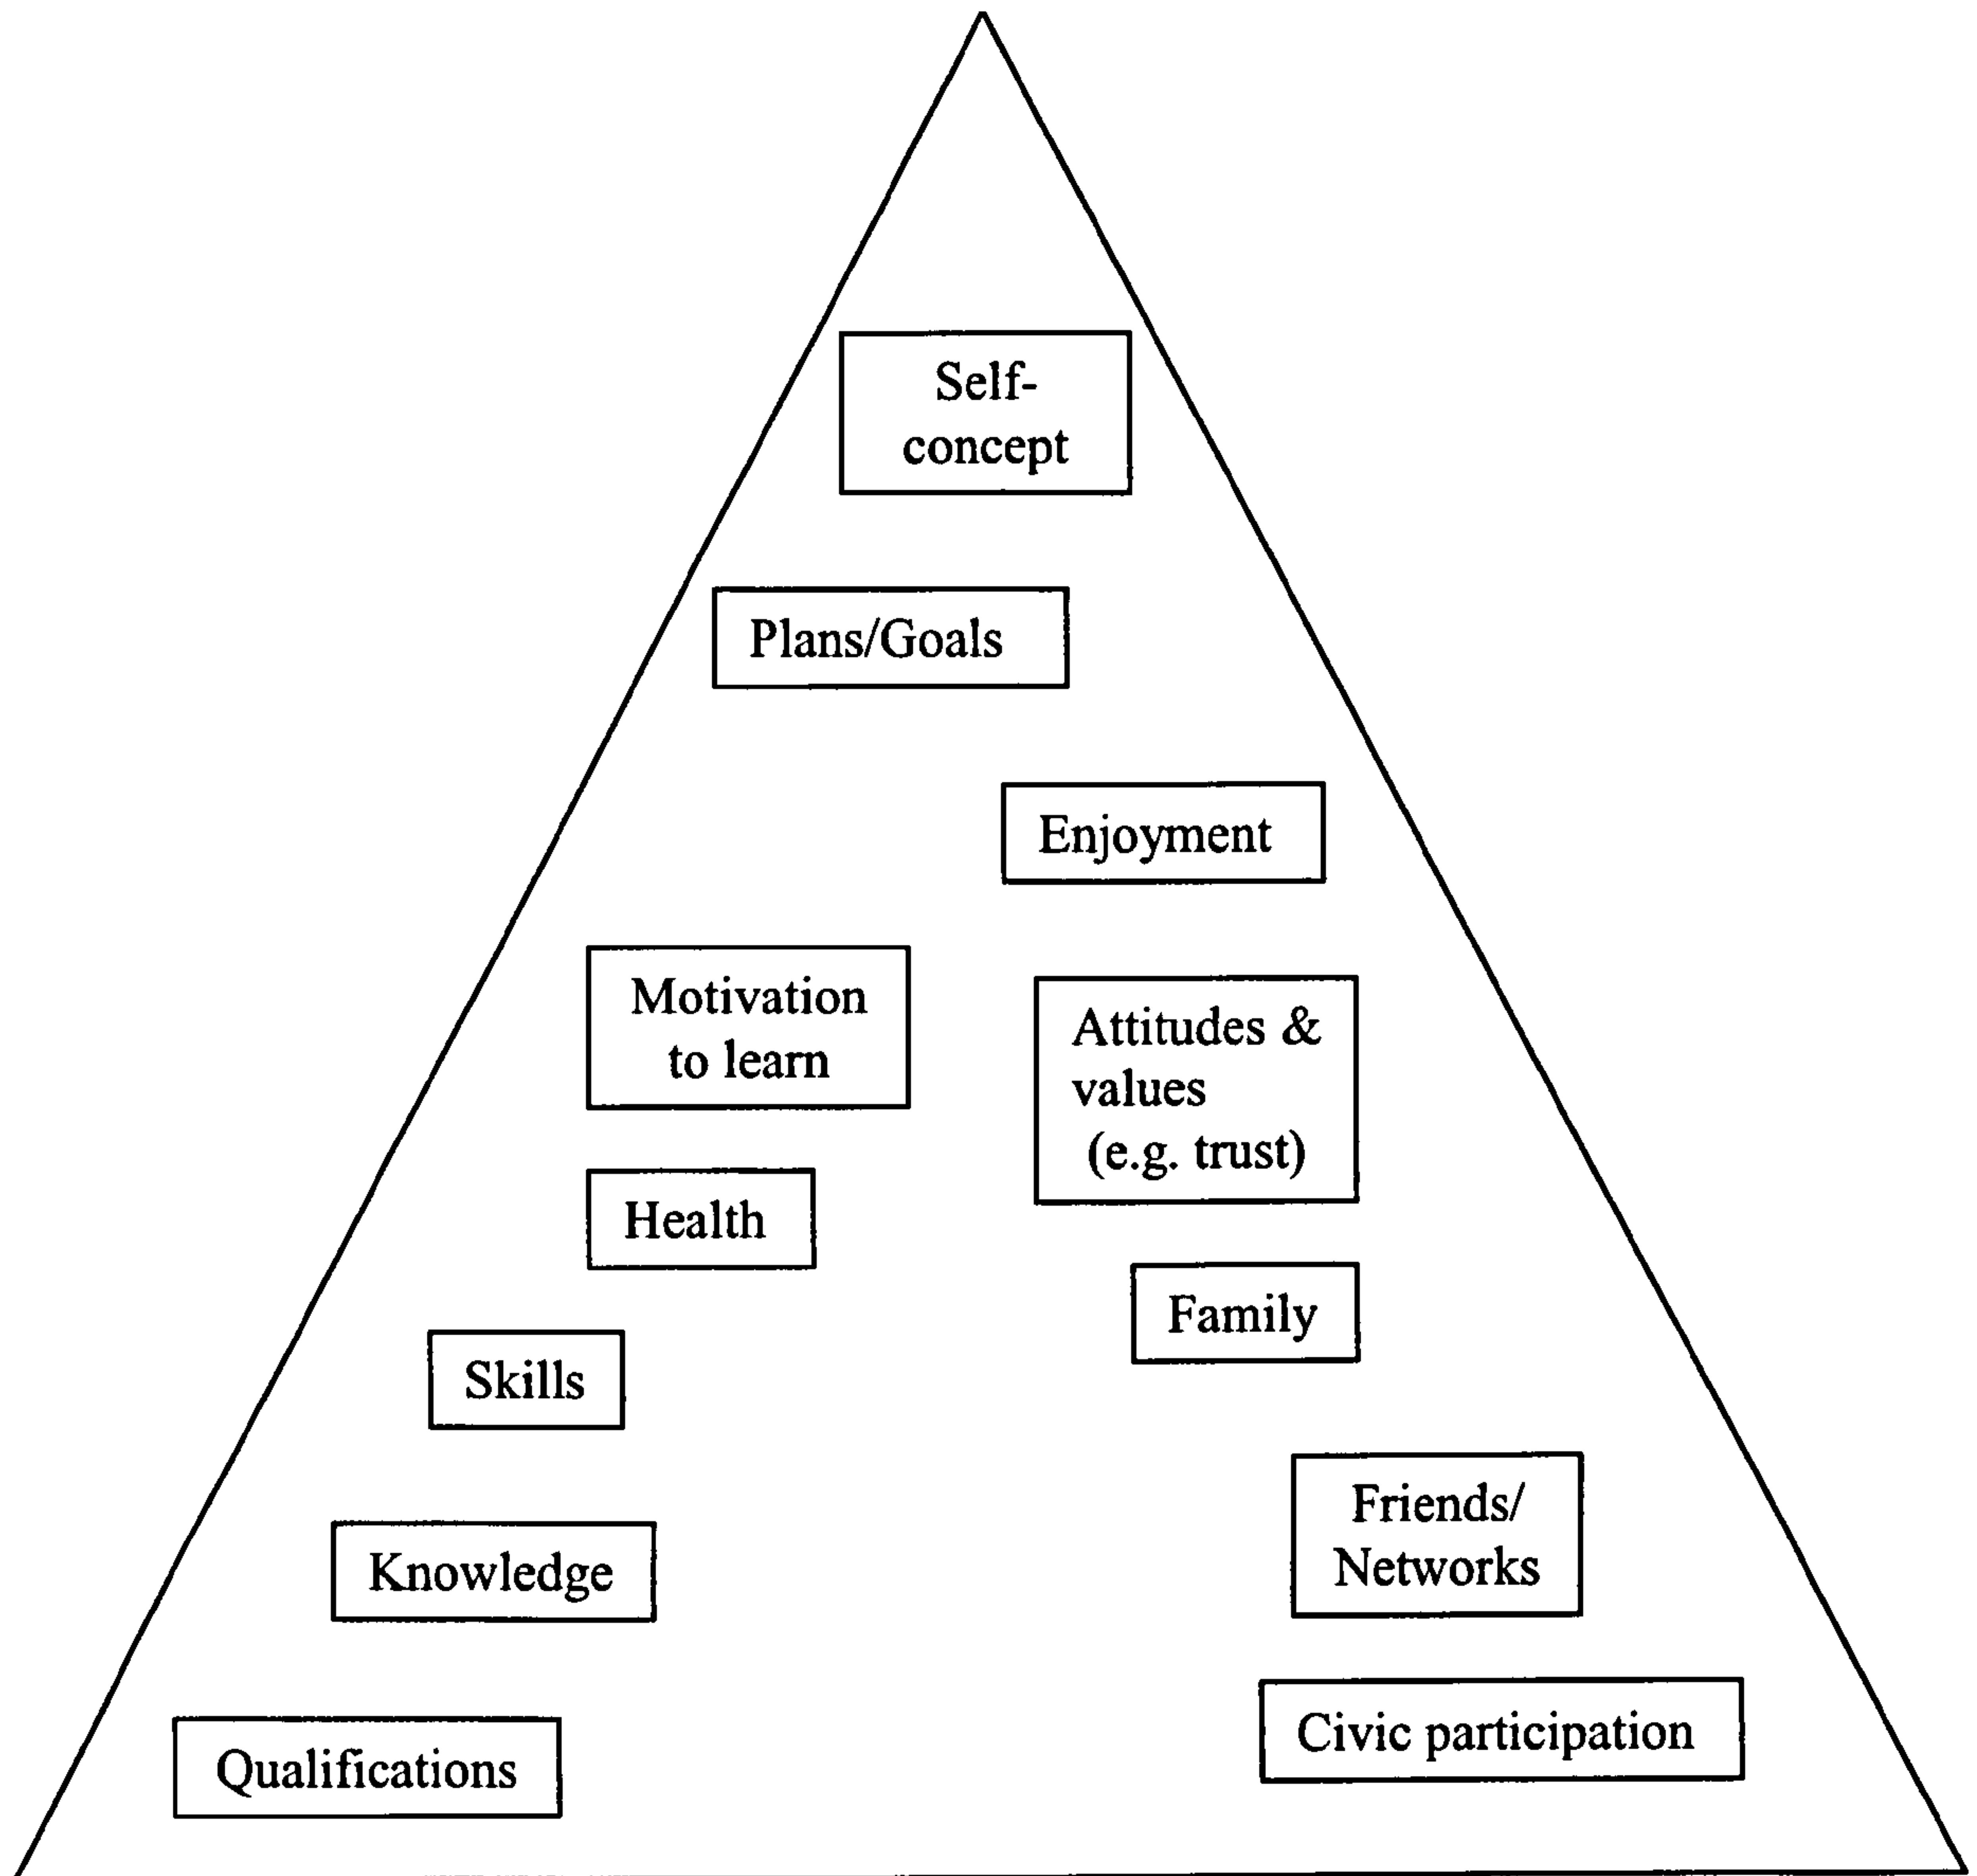 Self-
concept
Plans/Goals
Enjoyment
Motivation
to learn
Attitudes &
values
(e.g. trust)
Health
Family
Skills
Friends/
Networks
Knowledge
Civic participation
Qualifications